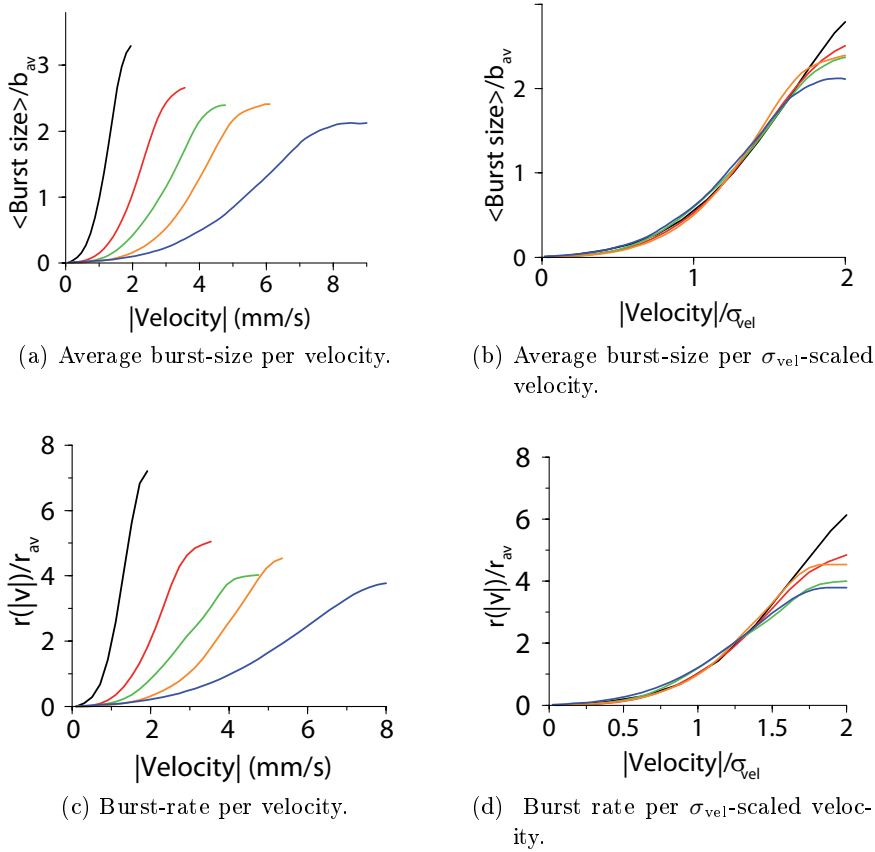 <Burst size>/b_av
3
2
1
0
0 2 4 6 8
|Velocity| (mm/s)
(a) Average burst-size per velocity.
<Burst size>/b_av
3
2
1
0
0 1 2
|Velocity|/σ_vel
(b) Average burst-size per σ_vel-scaled
velocity.
r(|v|)/r_av
8
6
4
2
0
0 2 4 6 8
|Velocity| (mm/s)
(c) Burst-rate per velocity.
r(|v|)/r_av
8
6
4
2
0
0 0.5 1 1.5 2
|Velocity|/σ_vel
(d) Burst rate per σ_vel-scaled veloc-
ity.